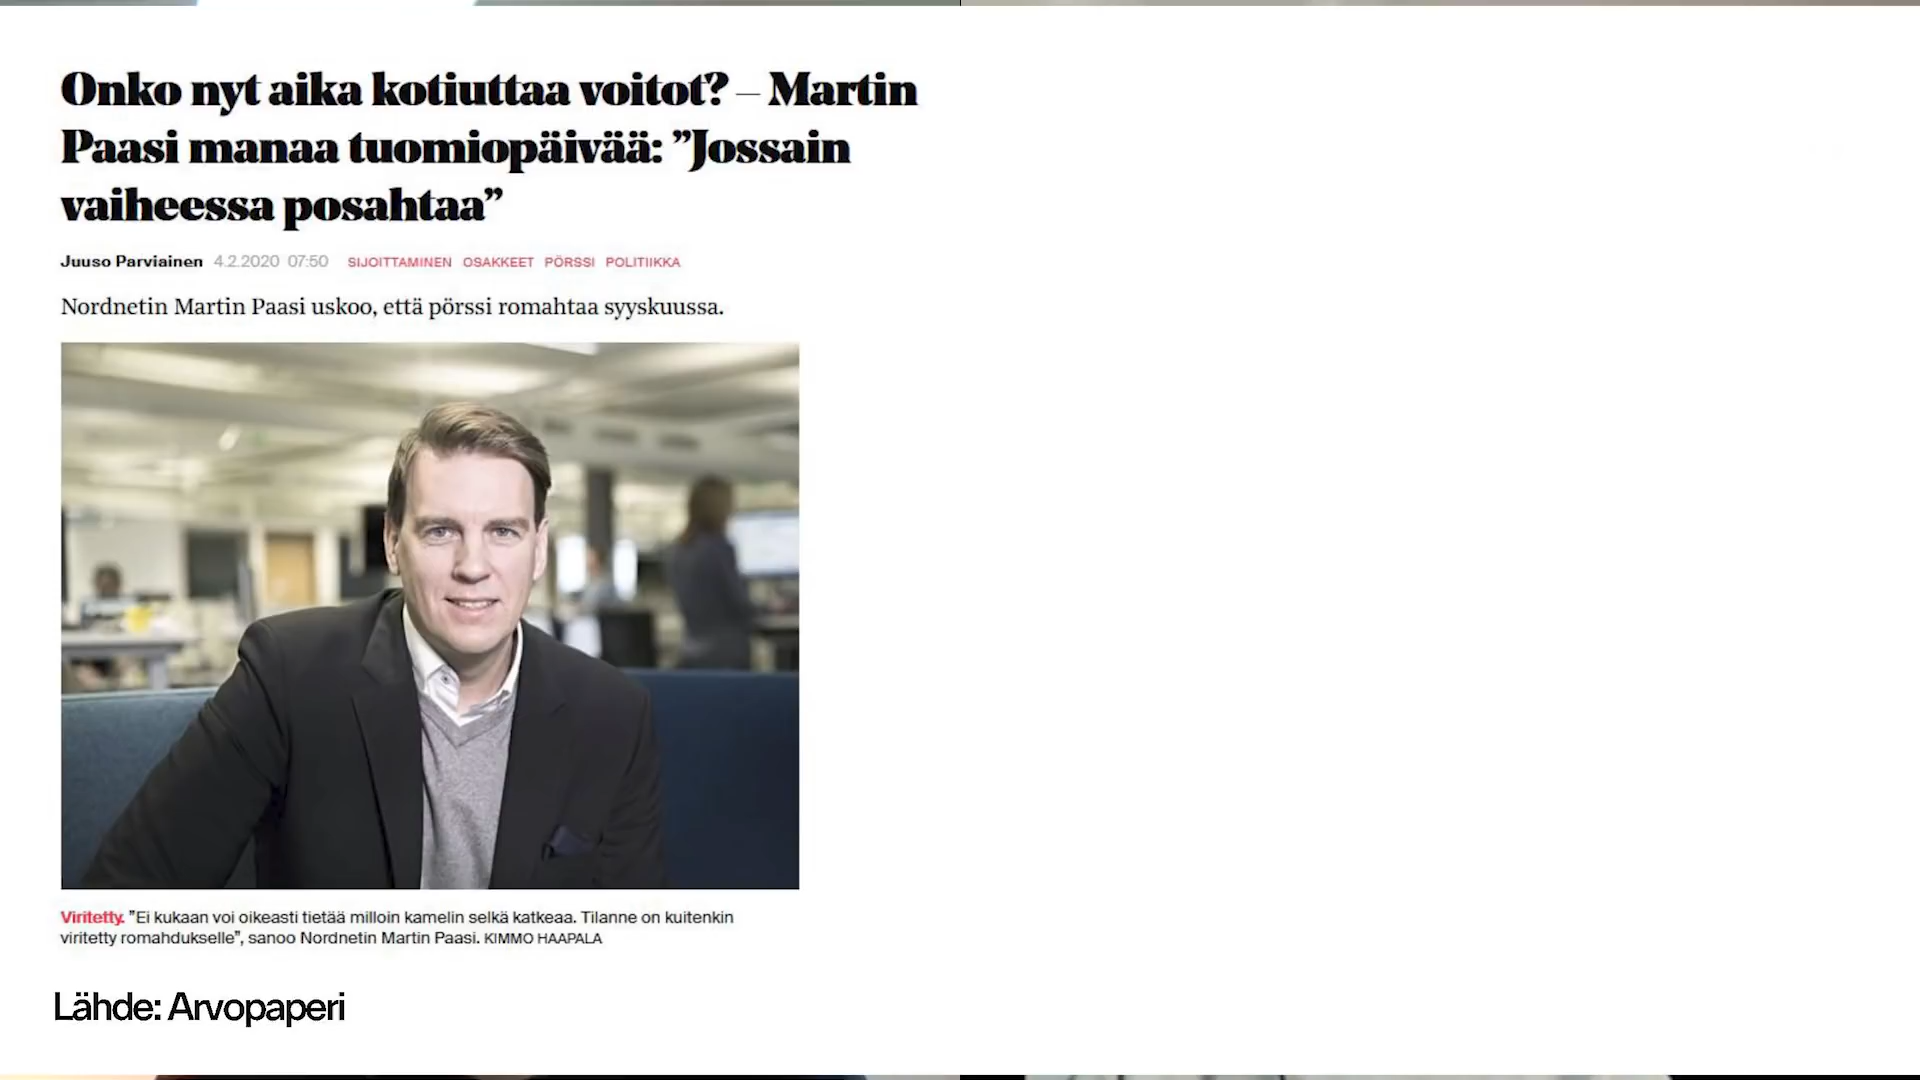 Onko nyt aika kotiuttaa voitot? – Martin
Paasi manaa tuomiopäivää: ”Jossain
vaiheessa posahtaa”
Juuso Parviainen 4.2.2020 07:50 SIJOITTAMINEN OSAKKEET PÖRSSI POLITIIKKA
Nordnetin Martin Paasi uskoo, että pörssi romahtaa syyskuussa.
Viritetty. ”Ei kukaan voi oikeasti tietää milloin kamelin selkä katkeaa. Tilanne on kuitenkin
viritetty romahdukselle”, sanoo Nordnetin Martin Paasi. KIMMO HAAPALA
Lähde: Arvopaperi